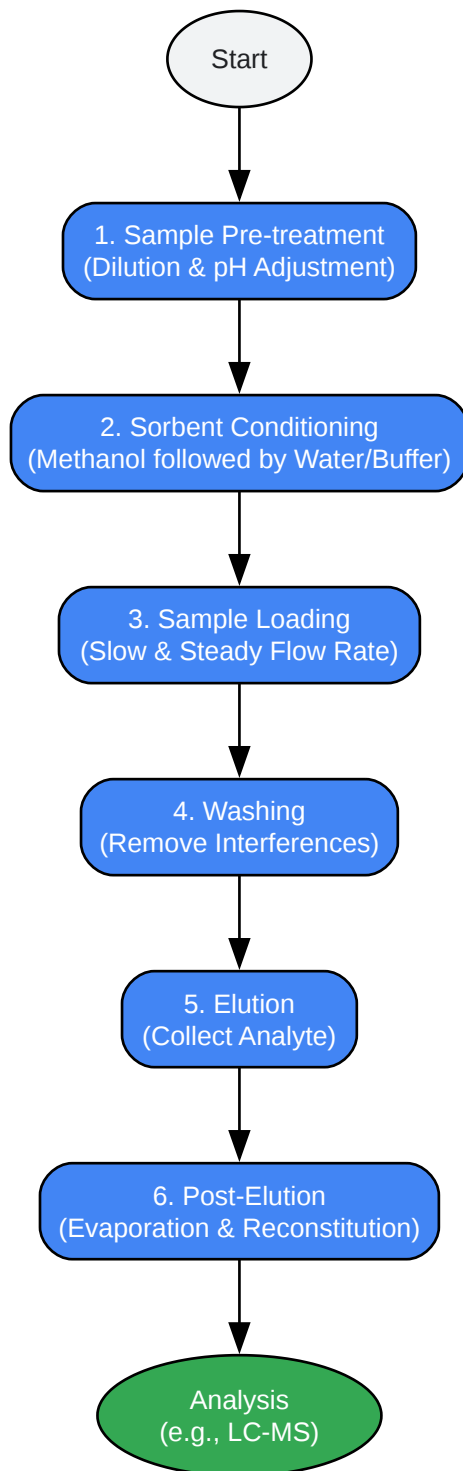 Start
1. Sample Pre-treatment
(Dilution & pH Adjustment)
2. Sorbent Conditioning
(Methanol followed by Water/Buffer)
3. Sample Loading
(Slow & Steady Flow Rate)
4. Washing
(Remove Interferences)
5. Elution
(Collect Analyte)
6. Post-Elution
(Evaporation & Reconstitution)
Analysis
(e.g., LC-MS)